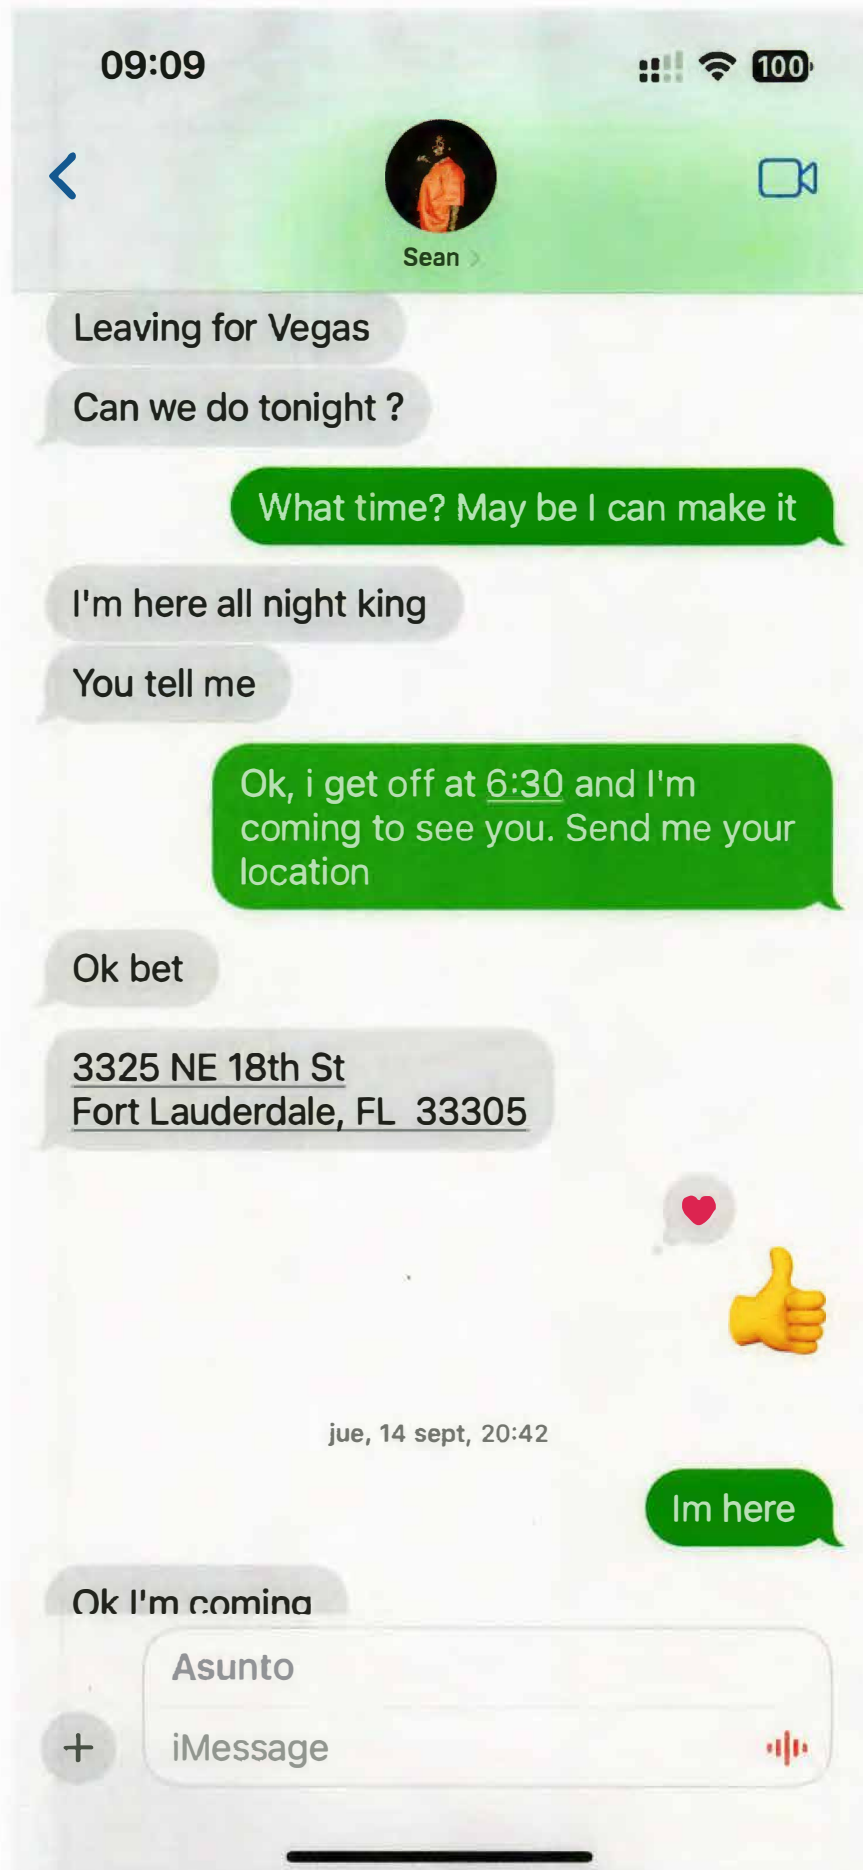 09:09
100
Sean
Leaving for Vegas
Can we do tonight ?
What time? May be I can make it
I'm here all night king
You tell me
Ok, i get off at 6:30 and I'm
coming to see you. Send me your
location
Ok bet
3325 NE 18th St
Fort Lauderdale, FL 33305
jue, 14 sept, 20:42
Im here
Ok I'm coming
Asunto
iMessage